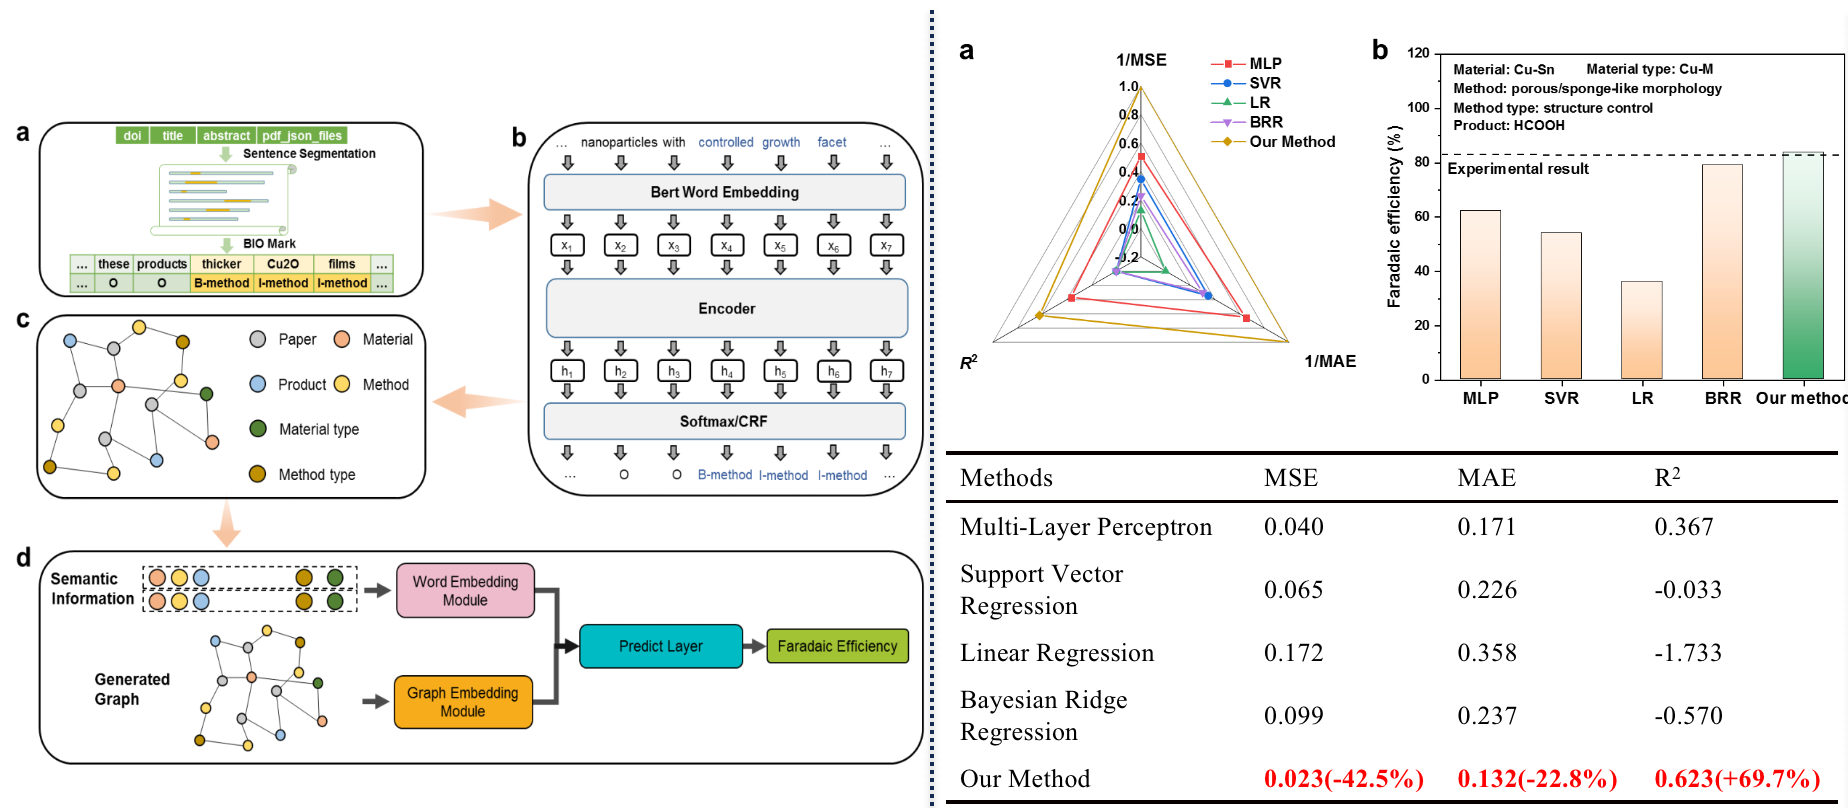 a
doi title abstract pdf_json_files
Sentence Segmentation
BIO Mark
... these products thicker Cu2O films ...
... O O B-method I-method I-method ...
b
... nanoparticles with controlled growth facet ...
Bert Word Embedding
x1 x2 x3 x4 x5 x6 x7
Encoder
h1 h2 h3 h4 h5 h6 h7
Softmax/CRF
... O O B-method I-method I-method ...
c
Paper Material
Product Method
Material type
Method type
d
Semantic
Information
Word Embedding
Module
Generated
Graph
Graph Embedding
Module
Predict Layer
Faradaic Efficiency
a
1/MSE
1.0
0.8
0.6
0.4
0.2
0.0
-0.2
R²
1/MAE
MLP
SVR
LR
BRR
Our Method
b
Faradaic efficiency (%)
120
100
80
60
40
20
0
Material: Cu-Sn Material type: Cu-M
Method: porous/sponge-like morphology
Method type: structure control
Product: HCOOH
Experimental result
MLP SVR LR BRR Our method
Methods MSE MAE R²
Multi-Layer Perceptron 0.040 0.171 0.367
Support Vector
Regression 0.065 0.226 -0.033
Linear Regression 0.172 0.358 -1.733
Bayesian Ridge
Regression 0.099 0.237 -0.570
Our Method 0.023(-42.5%) 0.132(-22.8%) 0.623(+69.7%)